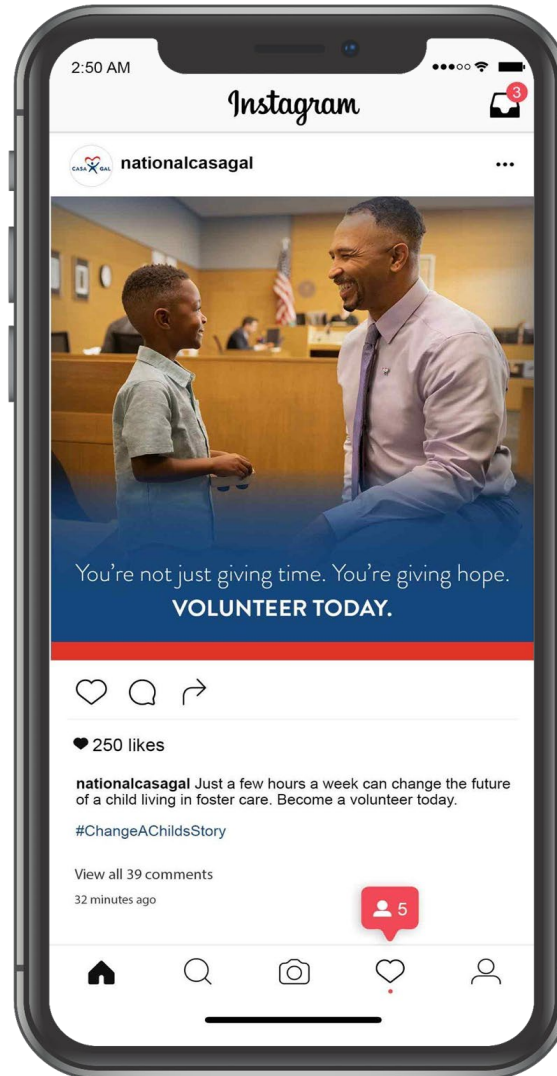 2:50 AM
Instagram
3
CASA GAL
nationalcasagal
You're not just giving time. You're giving hope.
VOLUNTEER TODAY.
250 likes
nationalcasagal Just a few hours a week can change the future
of a child living in foster care. Become a volunteer today.
#ChangeAChildsStory
View all 39 comments
32 minutes ago
5